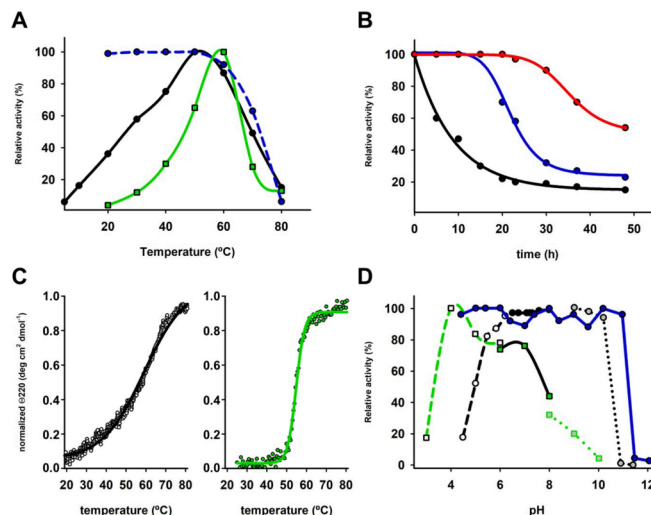 A
Relative activity (%)
100
80
60
40
20
20 40 60 80
Temperature (ºC)
B
Relative activity (%)
100
80
60
40
20
0
0 10 20 30 40 50
time (h)
C
normalized Θ220 (deg cm² dmol⁻¹)
1.0
0.8
0.6
0.4
0.2
0.0
20 30 40 50 60 70 80
temperature (ºC)
1.0
0.8
0.6
0.4
0.2
0.0
20 30 40 50 60 70 80
temperature (ºC)
D
Relative activity (%)
100
80
60
40
20
0
4 6 8 10 12
pH